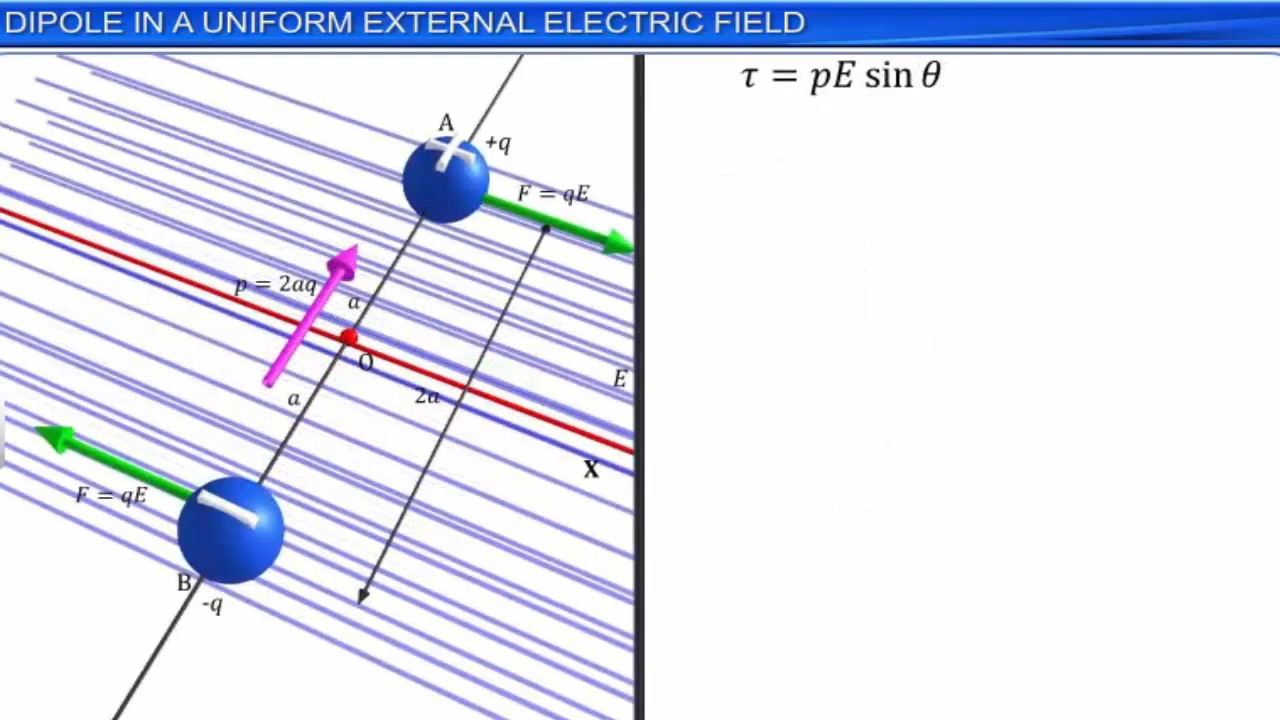 DIPOLE IN A UNIFORM EXTERNAL ELECTRIC FIELD
τ = pE sin θ
A
+q
F = qE
p = 2aq
a
O
E
a
2a
X
F = qE
B
-q